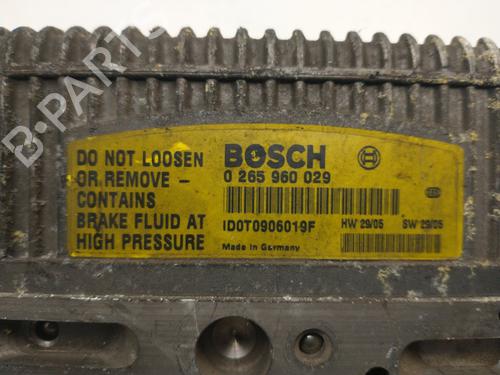 DO NOT LOOSEN
OR REMOVE -
CONTAINS
BRAKE FLUID AT
HIGH PRESSURE
BOSCH
0 265 960 029
ID0T0906019F
HW 29/05 SW 29/05
Made in Germany
B-PARTS